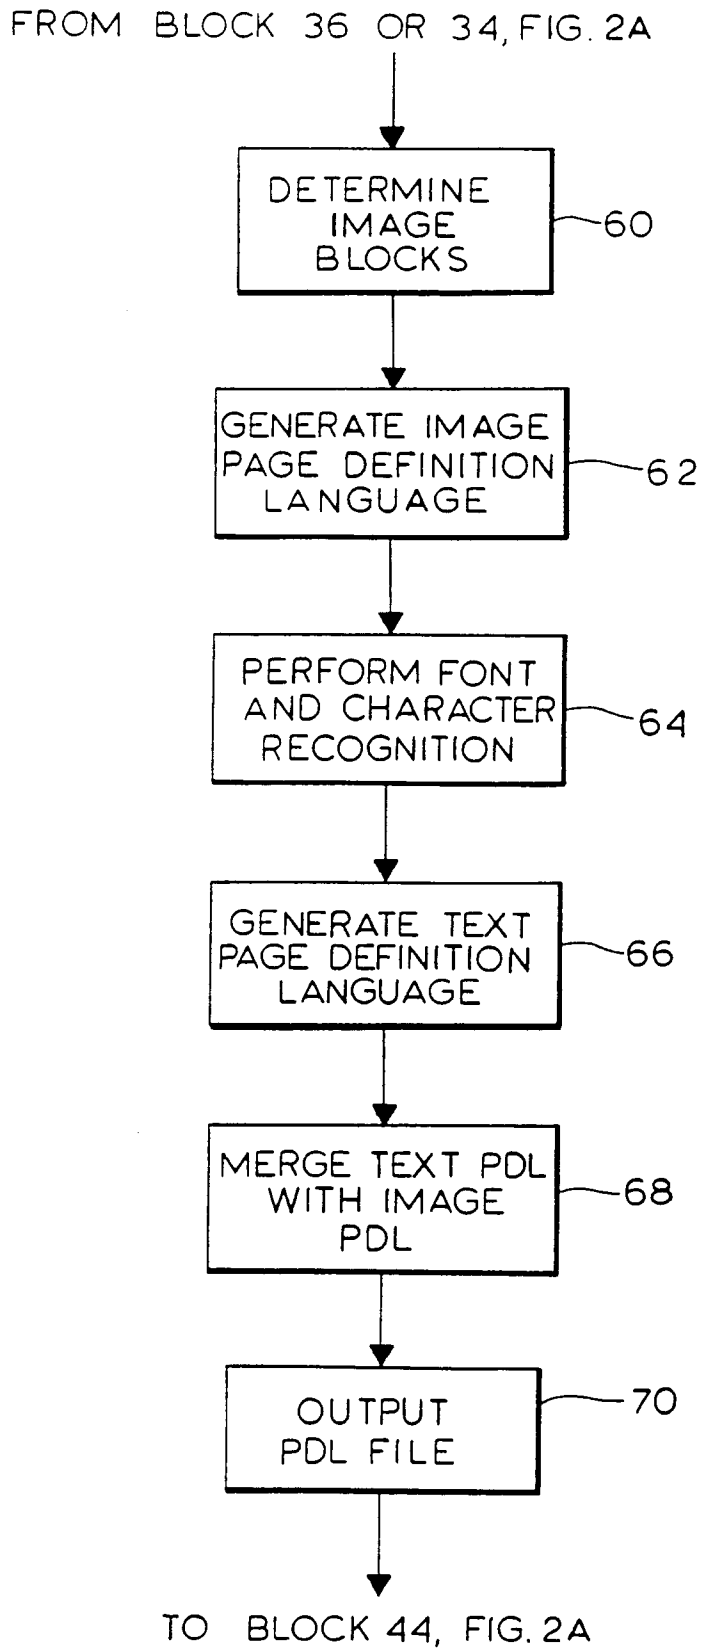 FROM BLOCK 36 OR 34, FIG. 2A
DETERMINE
IMAGE
BLOCKS
60
GENERATE IMAGE
PAGE DEFINITION
LANGUAGE
62
PERFORM FONT
AND CHARACTER
RECOGNITION
64
GENERATE TEXT
PAGE DEFINITION
LANGUAGE
66
MERGE TEXT PDL
WITH IMAGE
PDL
68
OUTPUT
PDL FILE
70
TO BLOCK 44, FIG. 2A